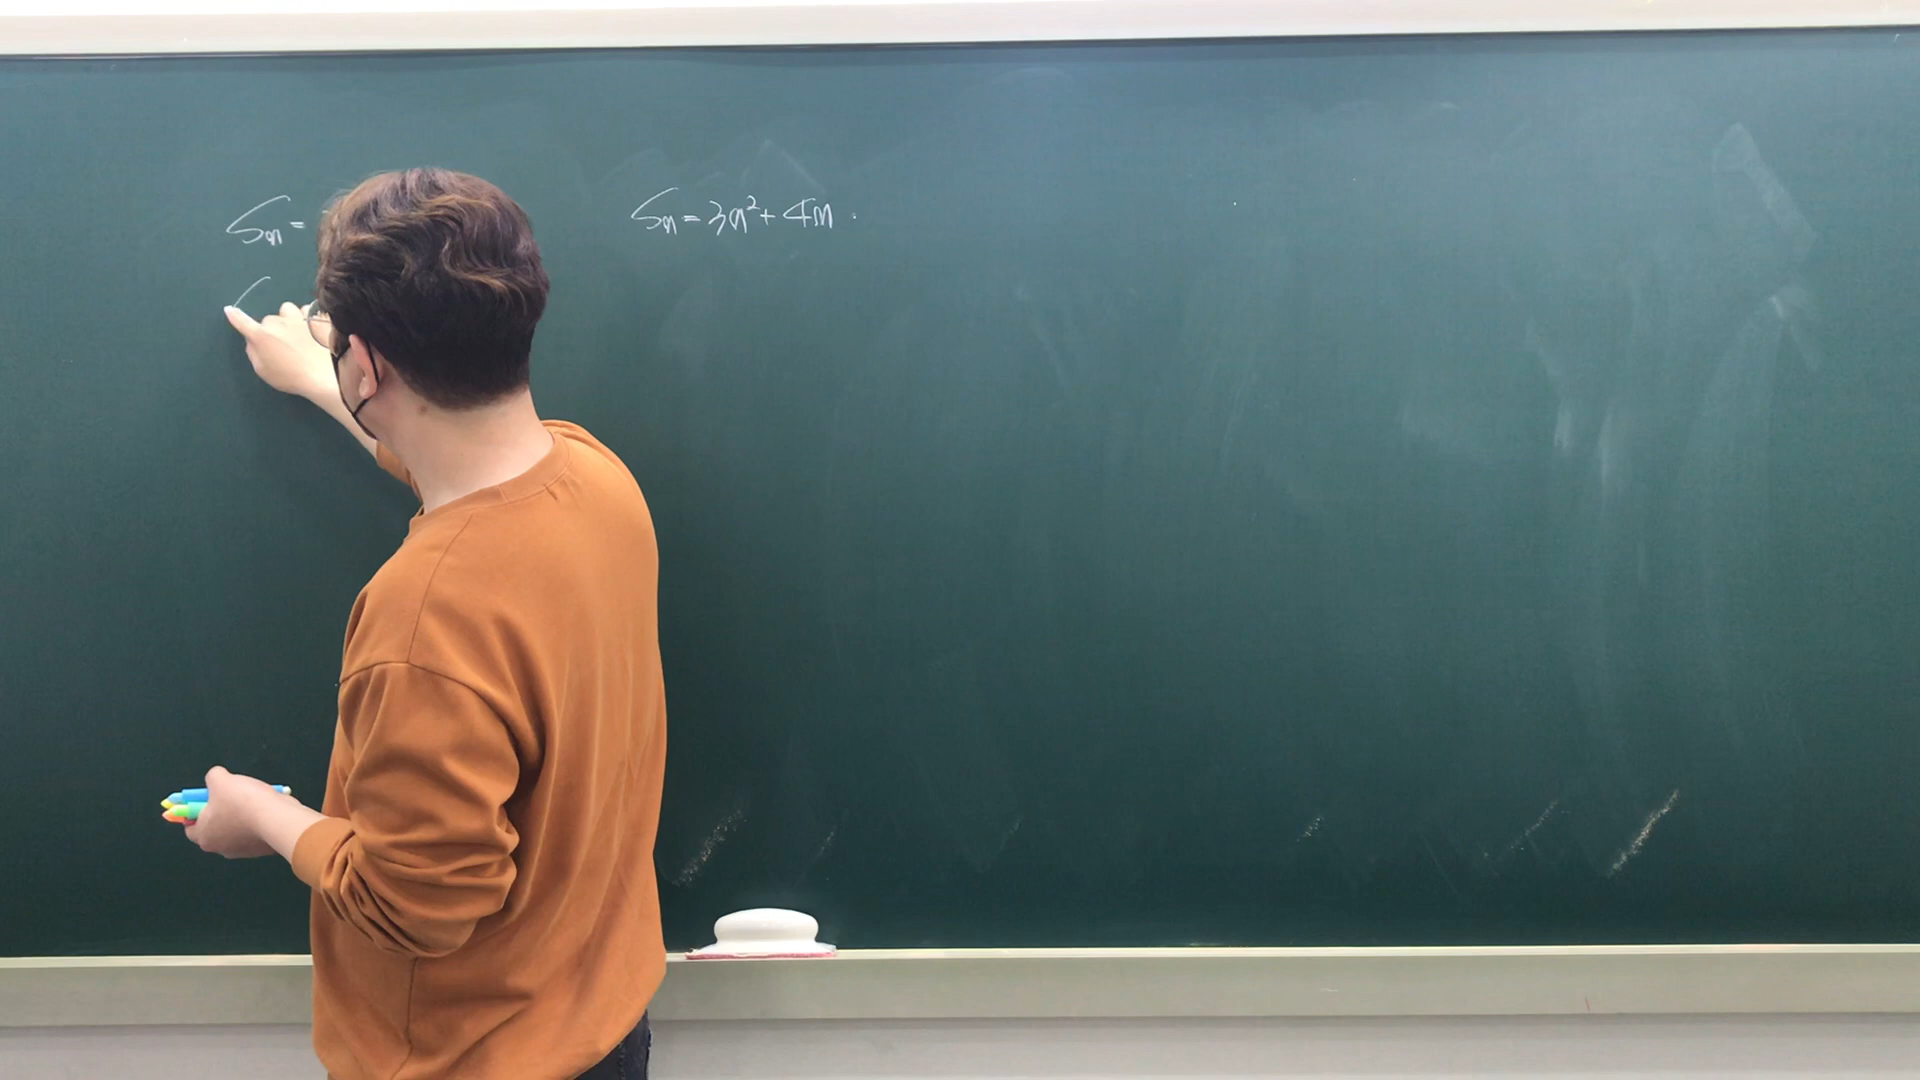 Sn =
Sn = 3n² + 4n .